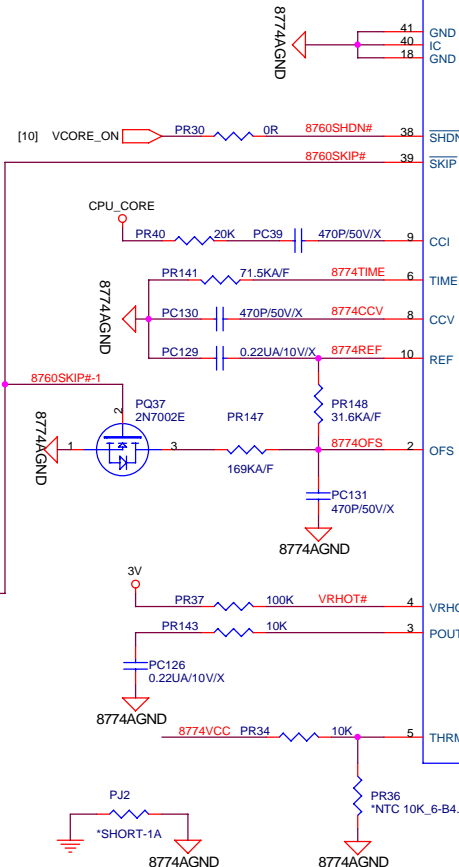 41 GND
40 IC
18 GND
8774AGND
[10] VCORE_ON PR30 0R 8760SHDN# 38
8760SKIP# 39 SKIP
CPU_CORE
PR40 20K PC39 470P/50V/X 9 CCI
PR141 71.5KA/F 8774TIME 6 TIME
8774AGND
PC130 470P/50V/X 8774CCV 8 CCV
PC129 0.22UA/10V/X 8774REF 10 REF
8760SKIP#-1
PQ37
2N7002E
2
PR148
31.6KA/F
PR147
8774AGND
1 3 8774OFS 2 OFS
169KA/F
PC131
470P/50V/X
8774AGND
3V
PR37 100K VRHOT# 4
PR143 10K 3 POUT
PC126
0.22UA/10V/X
8774AGND
8774VCC PR34 10K 5 THRM
PR36
*NTC 10K_6-B4.
PJ2
*SHORT-1A
8774AGND
8774AGND